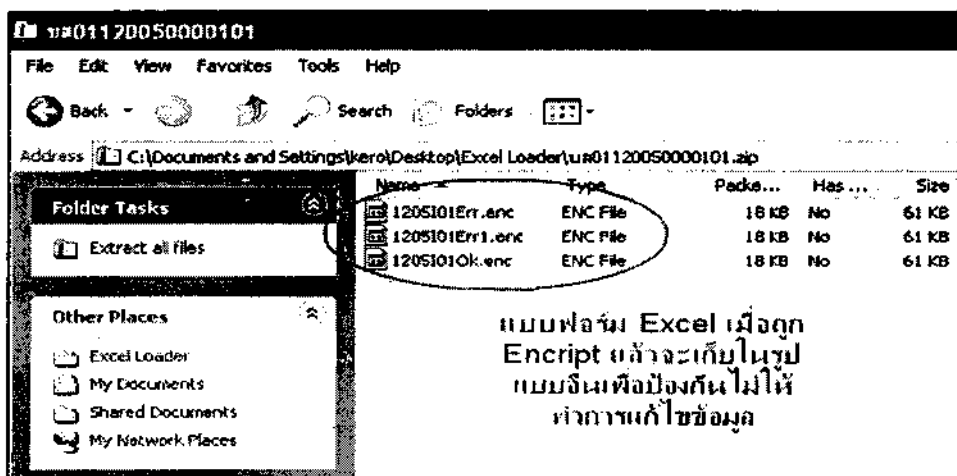 บส01120050000101
File Edit View Favorites Tools Help
Back Search Folders
Address C:\Documents and Settings\kero\Desktop\Excel Loader\บส01120050000101.zip
Folder Tasks
Extract all files
Other Places
Excel Loader
My Documents
Shared Documents
My Network Places
Name Type Packe... Has ... Size
1205I01Err.enc ENC File 18 KB No 61 KB
1205I01Err1.enc ENC File 18 KB No 61 KB
1205I01Ok.enc ENC File 18 KB No 61 KB
แบบฟอร์ม Excel เมื่อถูก
Encript แล้วจะเก็บในรูป
แบบอื่นเพื่อป้องกันไม่ให้
ทำการแก้ไขข้อมูล